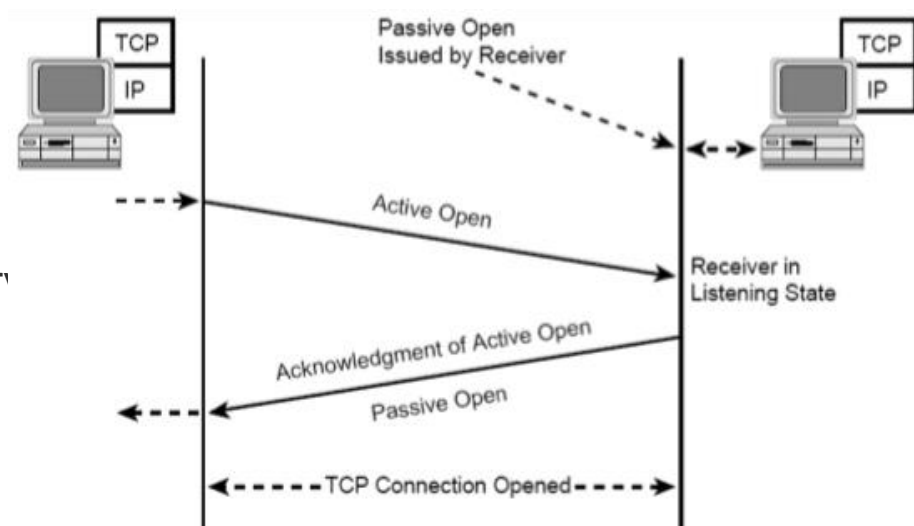 TCP
IP
Passive Open
Issued by Receiver
TCP
IP
Active Open
Receiver in
Listening State
Acknowledgment of Active Open
Passive Open
TCP Connection Opened